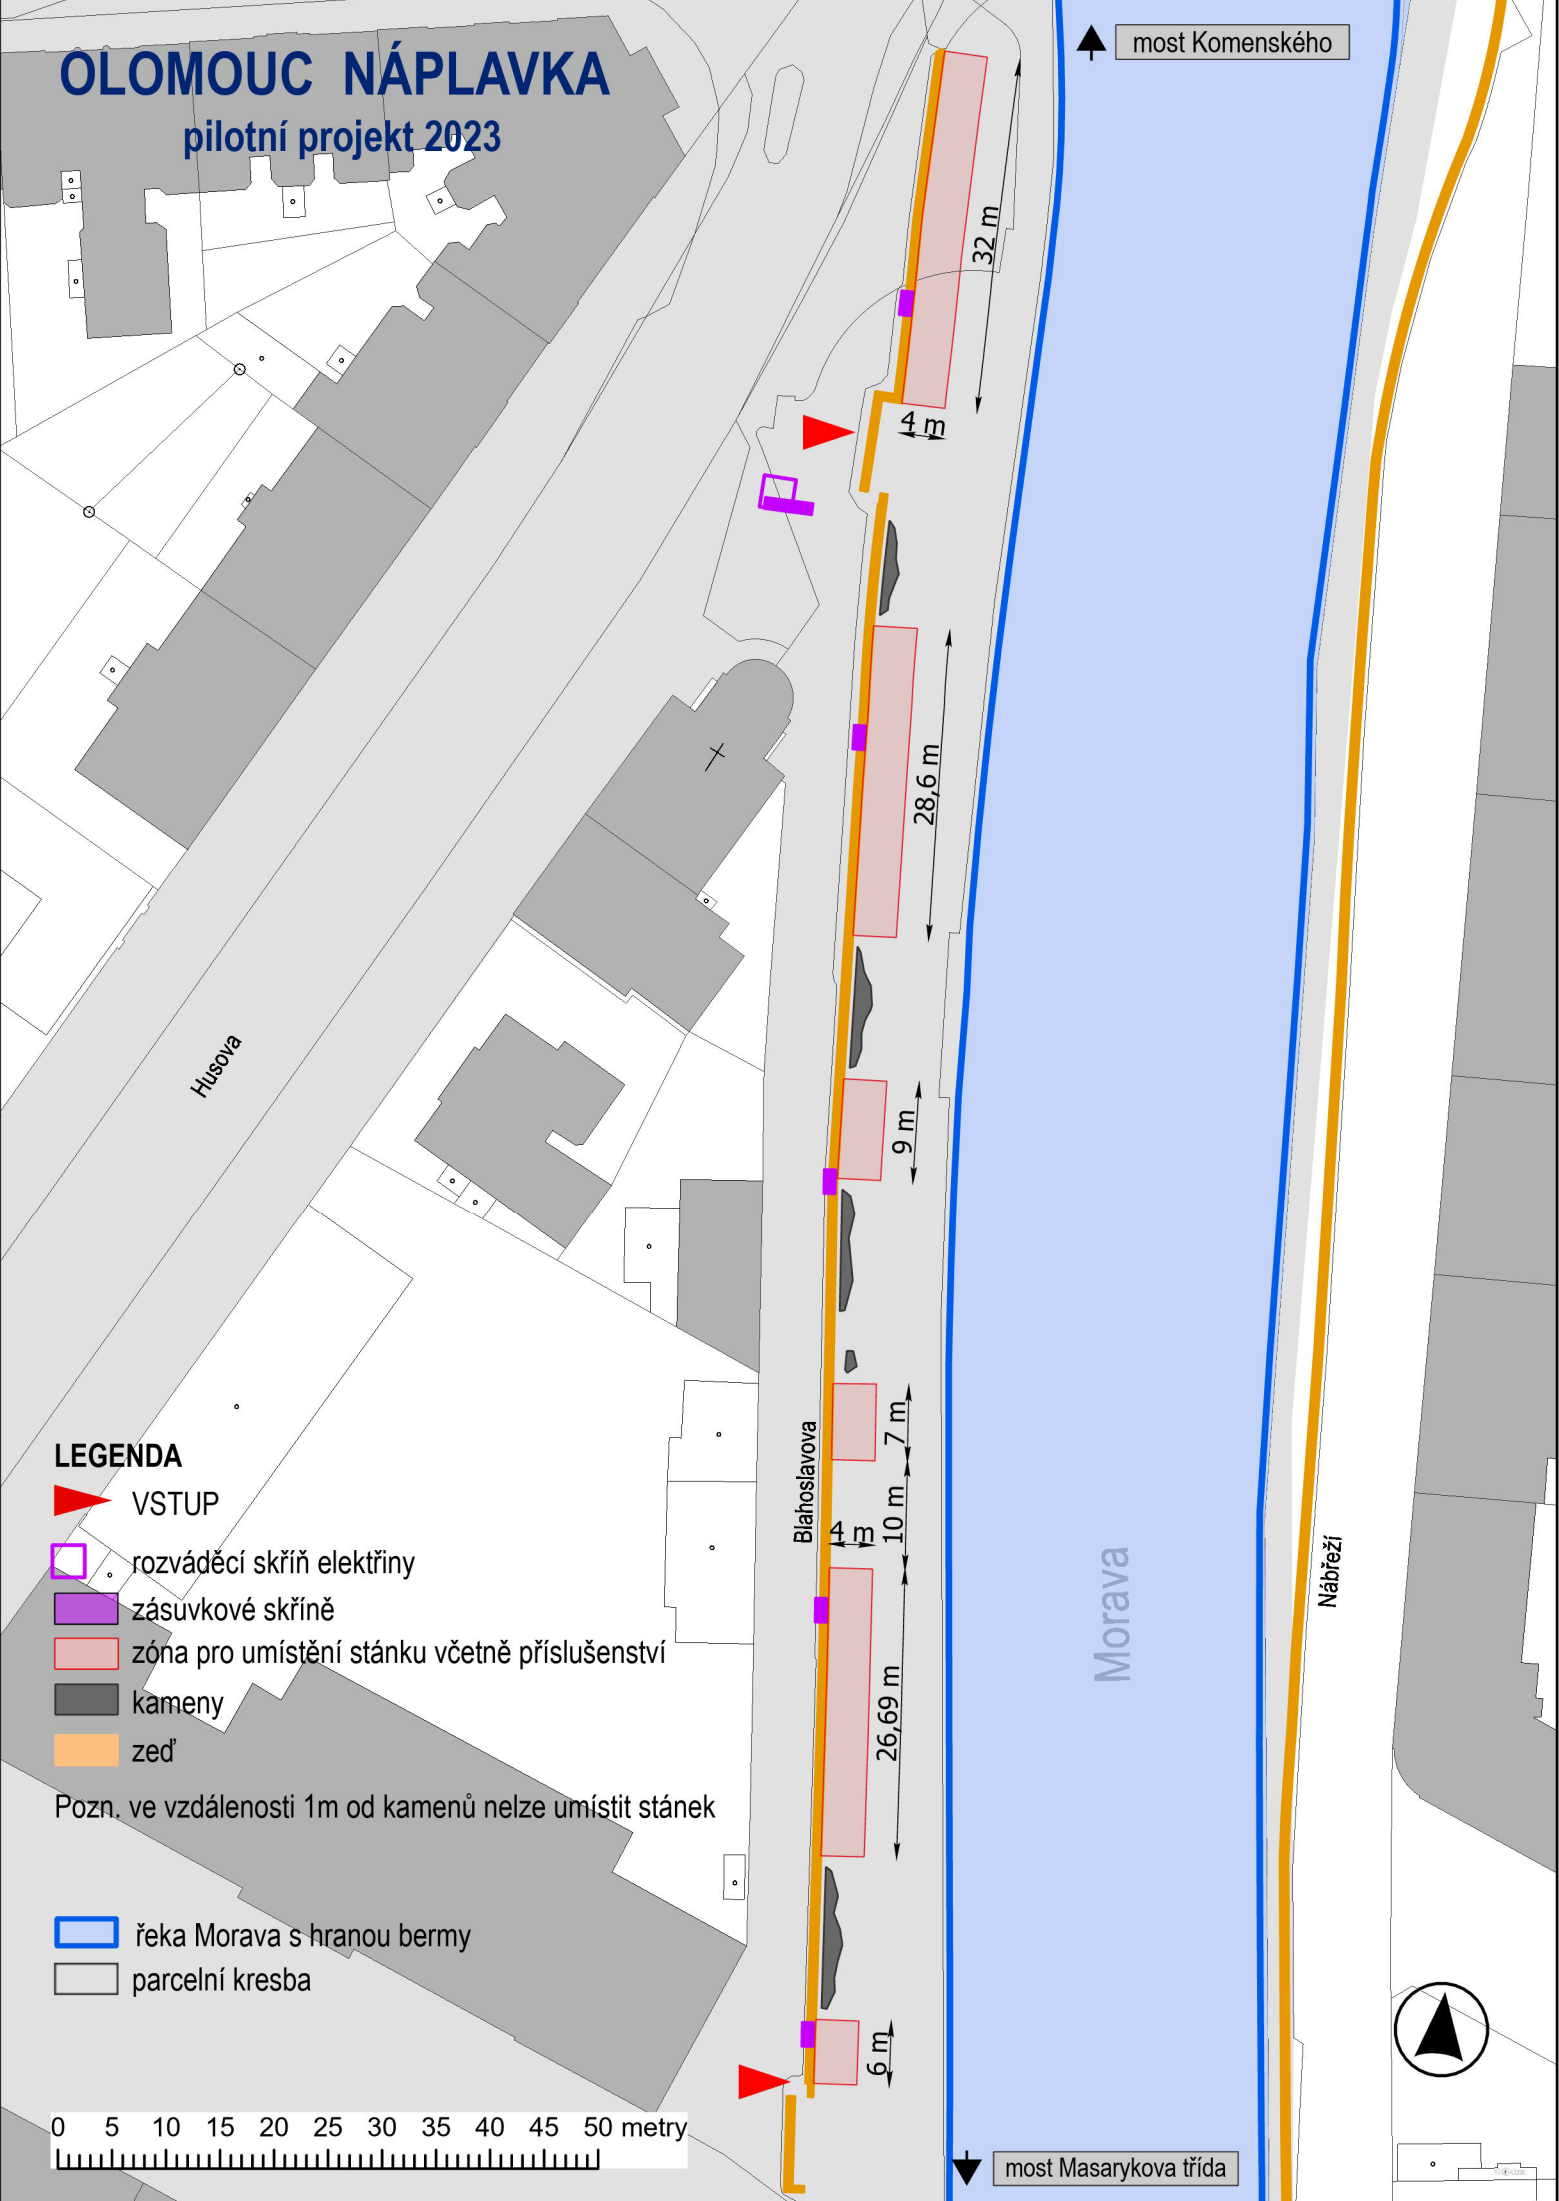 OLOMOUC NÁPLAVKA
pilotní projekt 2023
most Komenského
32 m
4 m
28,6 m
9 m
7 m
10 m
4 m
26,69 m
6 m
Husova
Blahoslavova
Morava
Nábřeží
LEGENDA
VSTUP
rozváděcí skříň elektřiny
zásuvkové skříně
zóna pro umístění stánku včetně příslušenství
kameny
zeď
Pozn. ve vzdálenosti 1m od kamenů nelze umístit stánek
řeka Morava s hranou bermy
parcelní kresba
0 5 10 15 20 25 30 35 40 45 50 metry
most Masarykova třída